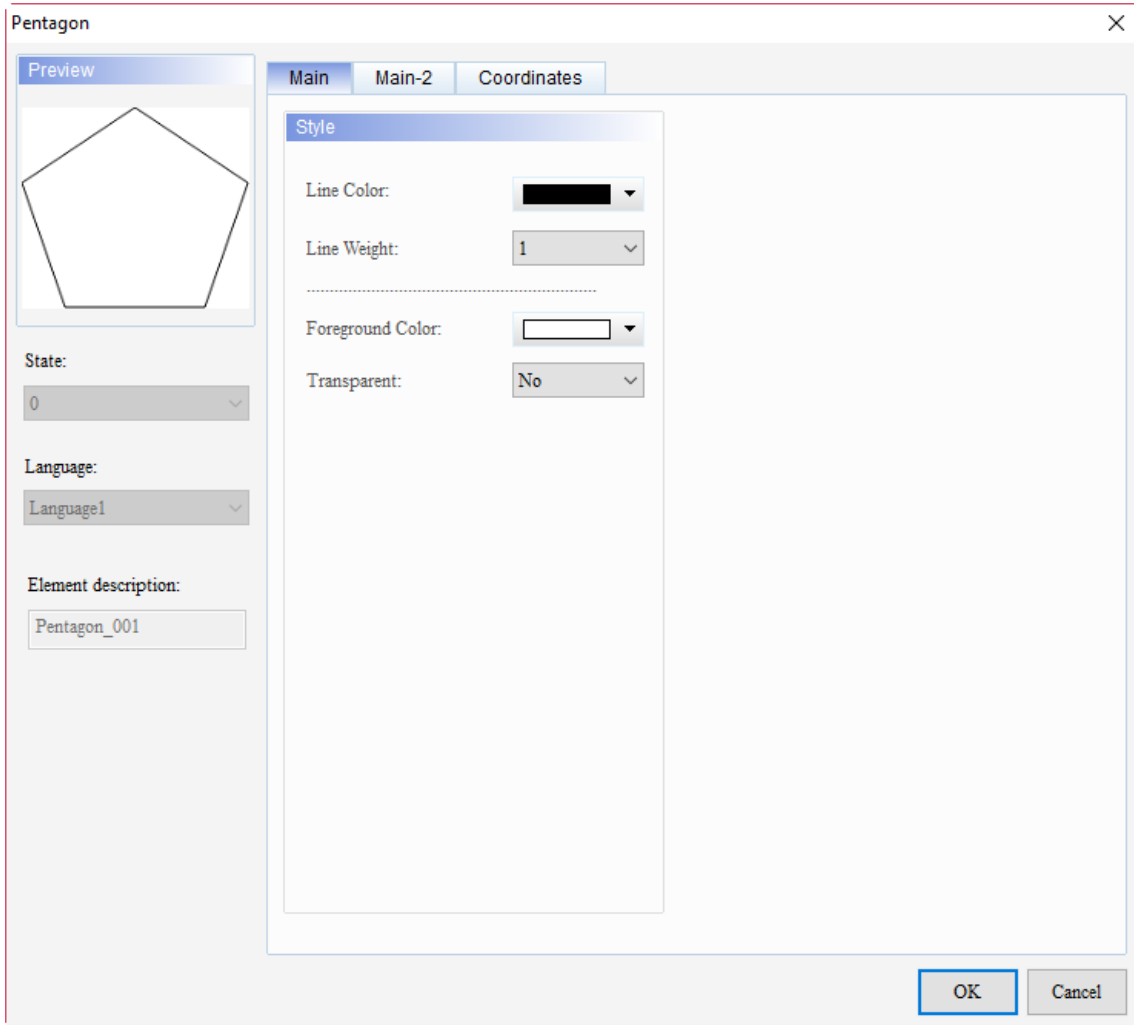 Pentagon
Preview
Main Main-2 Coordinates
Style
Line Color:
Line Weight: 1
Foreground Color:
Transparent: No
State:
0
Language:
Language1
Element description:
Pentagon_001
OK Cancel